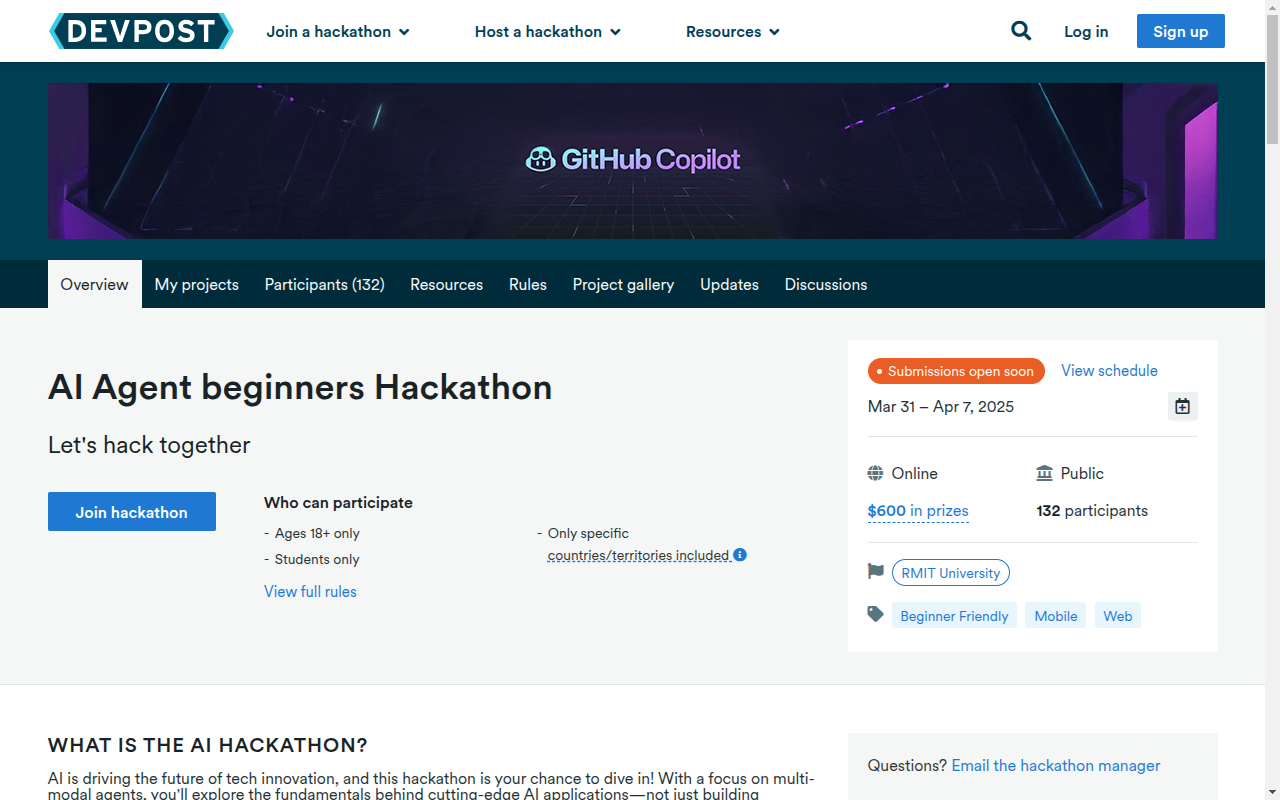 DEVPOST
Join a hackathon
Host a hackathon
Resources
Log in
Sign up
GitHub Copilot
Overview
My projects
Participants (132)
Resources
Rules
Project gallery
Updates
Discussions
AI Agent beginners Hackathon
Let's hack together
Join hackathon
Who can participate
- Ages 18+ only
- Students only
- Only specific
countries/territories included
View full rules
Submissions open soon
View schedule
Mar 31 – Apr 7, 2025
Online
Public
$600 in prizes
132 participants
RMIT University
Beginner Friendly
Mobile
Web
WHAT IS THE AI HACKATHON?
AI is driving the future of tech innovation, and this hackathon is your chance to dive in! With a focus on multi-
modal agents, you'll explore the fundamentals behind cutting-edge AI applications—not just building
Questions? Email the hackathon manager